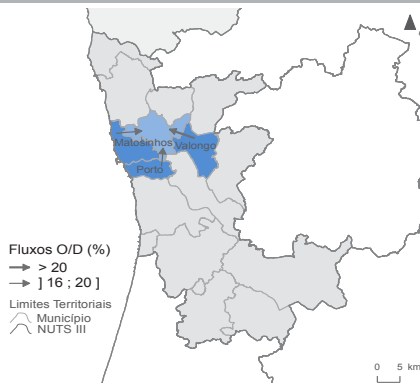 Matosinhos
Valongo
Porto
Fluxos O/D (%)
> 20
] 16 ; 20 ]
Limites Territoriais
Município
NUTS III
0 5 km